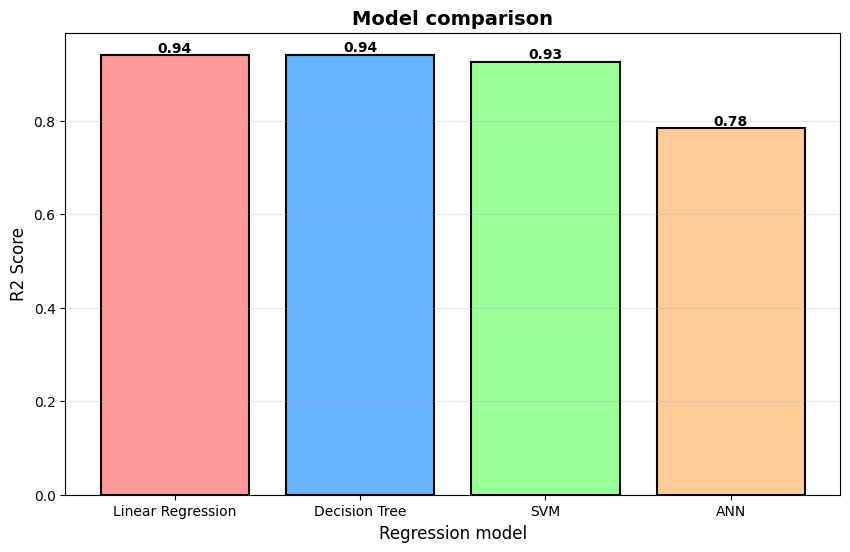 Model comparison
0.94
0.94
0.93
0.78
R2 Score
0.8
0.6
0.4
0.2
0.0
Linear Regression
Decision Tree
SVM
ANN
Regression model